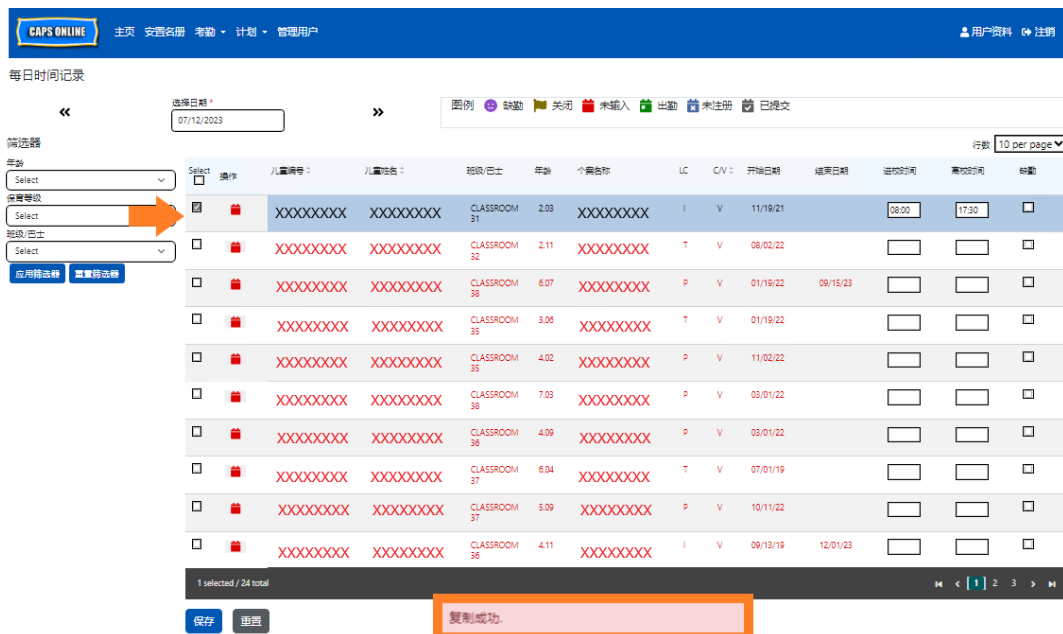 CAPS ONLINE 主页 安置名册 考勤 计划 管理用户 用户资料 注销
每日时间记录
选择日期 *
07/12/2023
图例 缺勤 关闭 未输入 出勤 未注册 已提交
筛选器
行数 10 per page
年龄
Select
保育等级
Select
班级/巴士
Select
应用筛选器 重置筛选器
Select 操作 儿童编号 儿童姓名 班级/巴士 年龄 个案名称 LC C/V 开始日期 结束日期 进校时间 离校时间 缺勤
XXXXXXXX XXXXXXXX CLASSROOM 31 2.03 XXXXXXXX I V 11/19/21 08:00 17:30
XXXXXXXX XXXXXXXX CLASSROOM 32 2.11 XXXXXXXX T V 08/02/22
XXXXXXXX XXXXXXXX CLASSROOM 38 6.07 XXXXXXXX P V 01/19/22 09/15/23
XXXXXXXX XXXXXXXX CLASSROOM 35 3.06 XXXXXXXX T V 01/19/22
XXXXXXXX XXXXXXXX CLASSROOM 35 4.02 XXXXXXXX P V 11/02/22
XXXXXXXX XXXXXXXX CLASSROOM 38 7.03 XXXXXXXX P V 03/01/22
XXXXXXXX XXXXXXXX CLASSROOM 36 4.09 XXXXXXXX P V 03/01/22
XXXXXXXX XXXXXXXX CLASSROOM 37 6.04 XXXXXXXX T V 07/01/19
XXXXXXXX XXXXXXXX CLASSROOM 37 5.09 XXXXXXXX P V 10/11/22
XXXXXXXX XXXXXXXX CLASSROOM 36 4.11 XXXXXXXX I V 09/13/19 12/01/23
1 selected / 24 total 1 2 3
保存 重置 复制成功.